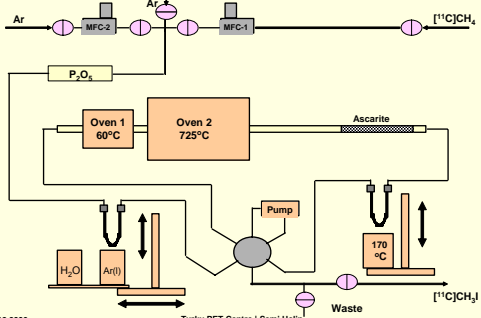 Ar
Ar
[¹¹C]CH₄
MFC-2
MFC-1
P₂O₅
Oven 1
60°C
Oven 2
725°C
Ascarite
Pump
H₂O
Ar(l)
170
°C
[¹¹C]CH₃I
Waste